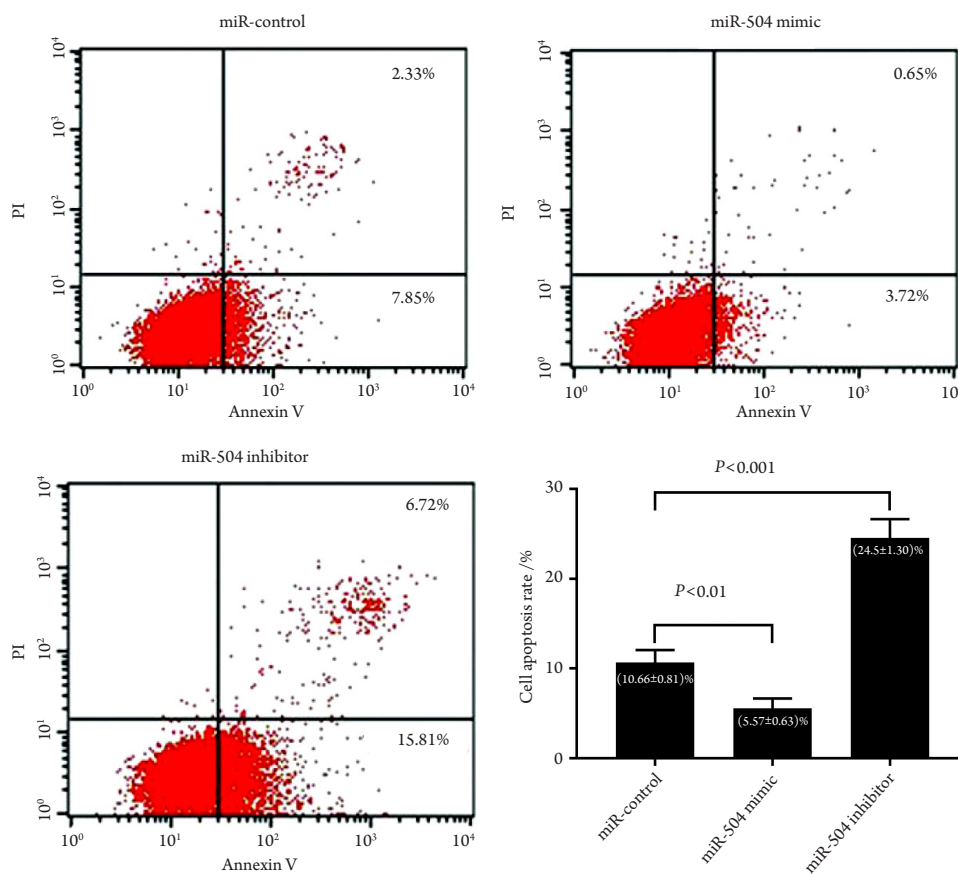 miR-control
10⁴
10³
10²
10¹
10⁰
PI
2.33%
7.85%
10⁰ 10¹ 10² 10³ 10⁴
Annexin V
miR-504 mimic
10⁴
10³
10²
10¹
10⁰
PI
0.65%
3.72%
10⁰ 10¹ 10² 10³ 10⁴
Annexin V
miR-504 inhibitor
10⁴
10³
10²
10¹
10⁰
PI
6.72%
15.81%
10⁰ 10¹ 10² 10³ 10⁴
Annexin V
P<0.001
P<0.01
30
20
10
0
Cell apoptosis rate /%
(10.66±0.81)%
(5.57±0.63)%
(24.5±1.30)%
miR-control
miR-504 mimic
miR-504 inhibitor